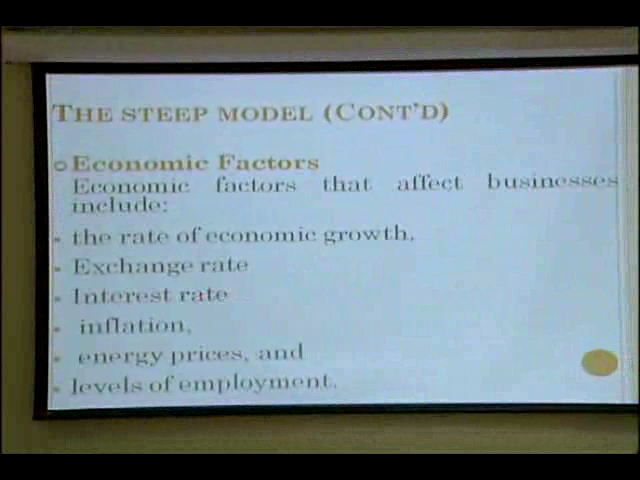 THE STEEP MODEL (CONT'D)
Economic Factors
Economic factors that affect businesses
include:
the rate of economic growth,
Exchange rate
Interest rate
inflation,
energy prices, and
levels of employment.